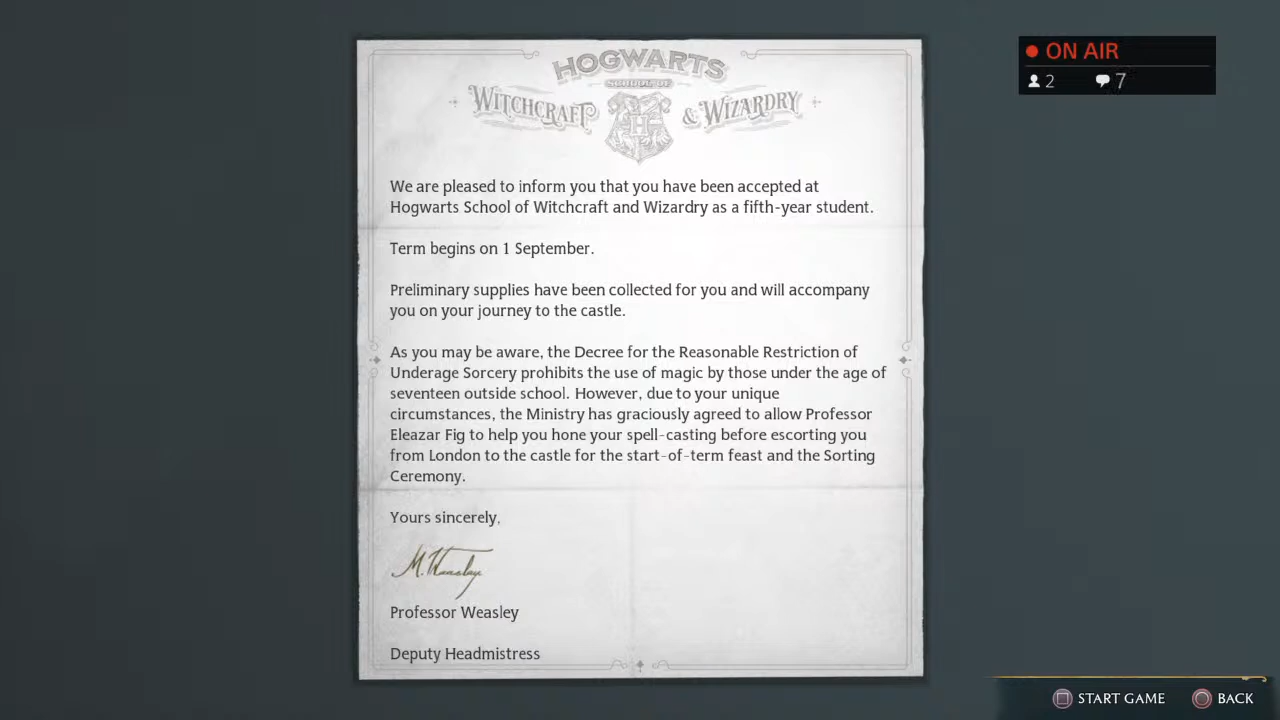 HOGWARTS
SCHOOL OF
WITCHCRAFT & WIZARDRY
H
ON AIR
2 7
We are pleased to inform you that you have been accepted at
Hogwarts School of Witchcraft and Wizardry as a fifth-year student.
Term begins on 1 September.
Preliminary supplies have been collected for you and will accompany
you on your journey to the castle.
As you may be aware, the Decree for the Reasonable Restriction of
Underage Sorcery prohibits the use of magic by those under the age of
seventeen outside school. However, due to your unique
circumstances, the Ministry has graciously agreed to allow Professor
Eleazar Fig to help you hone your spell-casting before escorting you
from London to the castle for the start-of-term feast and the Sorting
Ceremony.
Yours sincerely,
M. Weasley
Professor Weasley
Deputy Headmistress
START GAME BACK